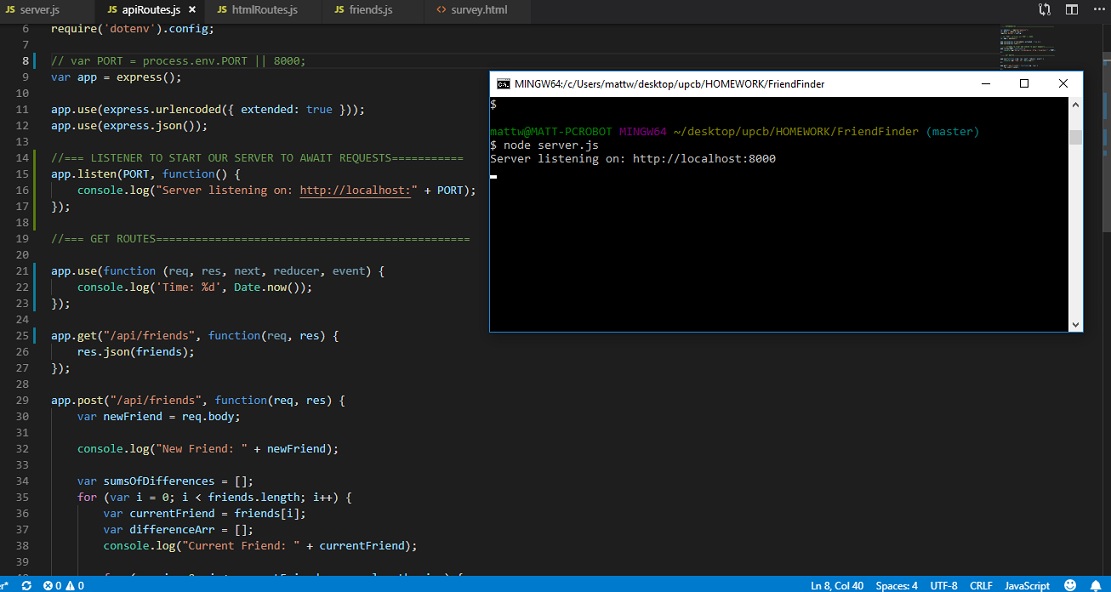 JS server.js JS apiRoutes.js × JS htmlRoutes.js JS friends.js <> survey.html ···
6 require('dotenv').config;
7
8 // var PORT = process.env.PORT || 8000;
9 var app = express();
10
11 app.use(express.urlencoded({ extended: true }));
12 app.use(express.json());
13
14 //=== LISTENER TO START OUR SERVER TO AWAIT REQUESTS===========
15 app.listen(PORT, function() {
16 console.log("Server listening on: http://localhost:" + PORT);
17 });
18
19 //=== GET ROUTES================================================
20
21 app.use(function (req, res, next, reducer, event) {
22 console.log('Time: %d', Date.now());
23 });
24
25 app.get("/api/friends", function(req, res) {
26 res.json(friends);
27 });
28
29 app.post("/api/friends", function(req, res) {
30 var newFriend = req.body;
31
32 console.log("New Friend: " + newFriend);
33
34 var sumsOfDifferences = [];
35 for (var i = 0; i < friends.length; i++) {
36 var currentFriend = friends[i];
37 var differenceArr = [];
38 console.log("Current Friend: " + currentFriend);
39
MINGW64:/c/Users/mattw/desktop/upcb/HOMEWORK/FriendFinder
$
mattw@MATT-PCROBOT MINGW64 ~/desktop/upcb/HOMEWORK/FriendFinder (master)
$ node server.js
Server listening on: http://localhost:8000
0 0 Ln 8, Col 40 Spaces: 4 UTF-8 CRLF JavaScript